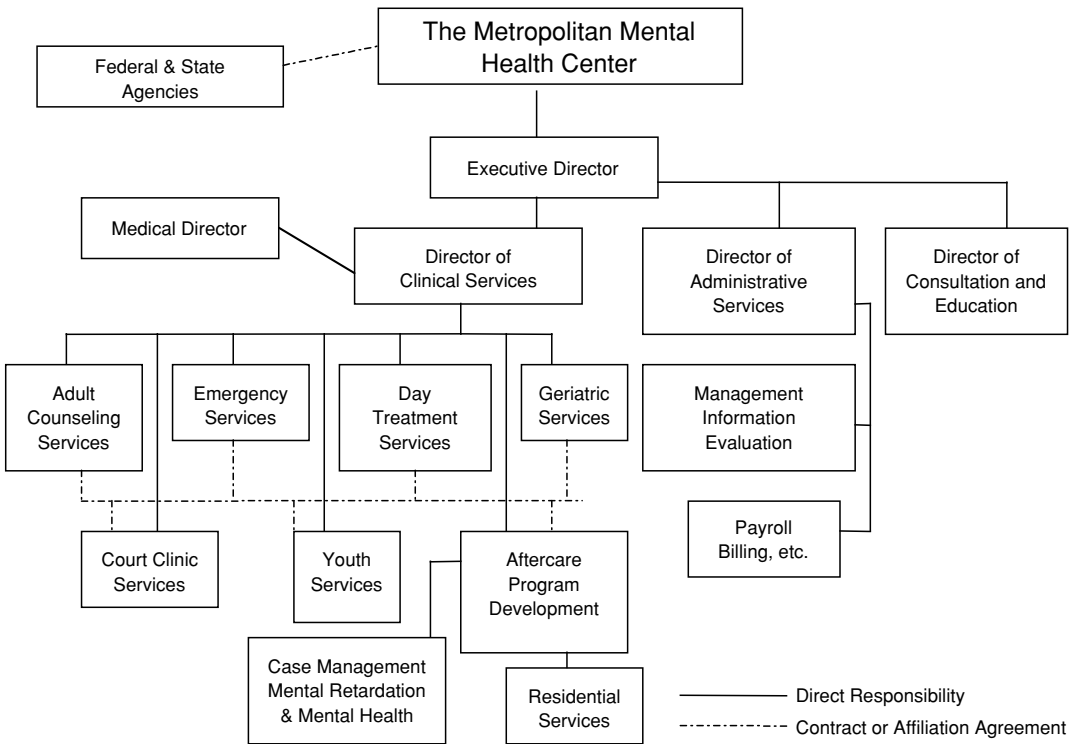 The Metropolitan Mental
Health Center
Federal & State
Agencies
Executive Director
Medical Director
Director of
Clinical Services
Director of
Administrative
Services
Director of
Consultation and
Education
Adult
Counseling
Services
Emergency
Services
Day
Treatment
Services
Geriatric
Services
Management
Information
Evaluation
Payroll
Billing, etc.
Court Clinic
Services
Youth
Services
Aftercare
Program
Development
Case Management
Mental Retardation
& Mental Health
Residential
Services
Direct Responsibility
Contract or Affiliation Agreement